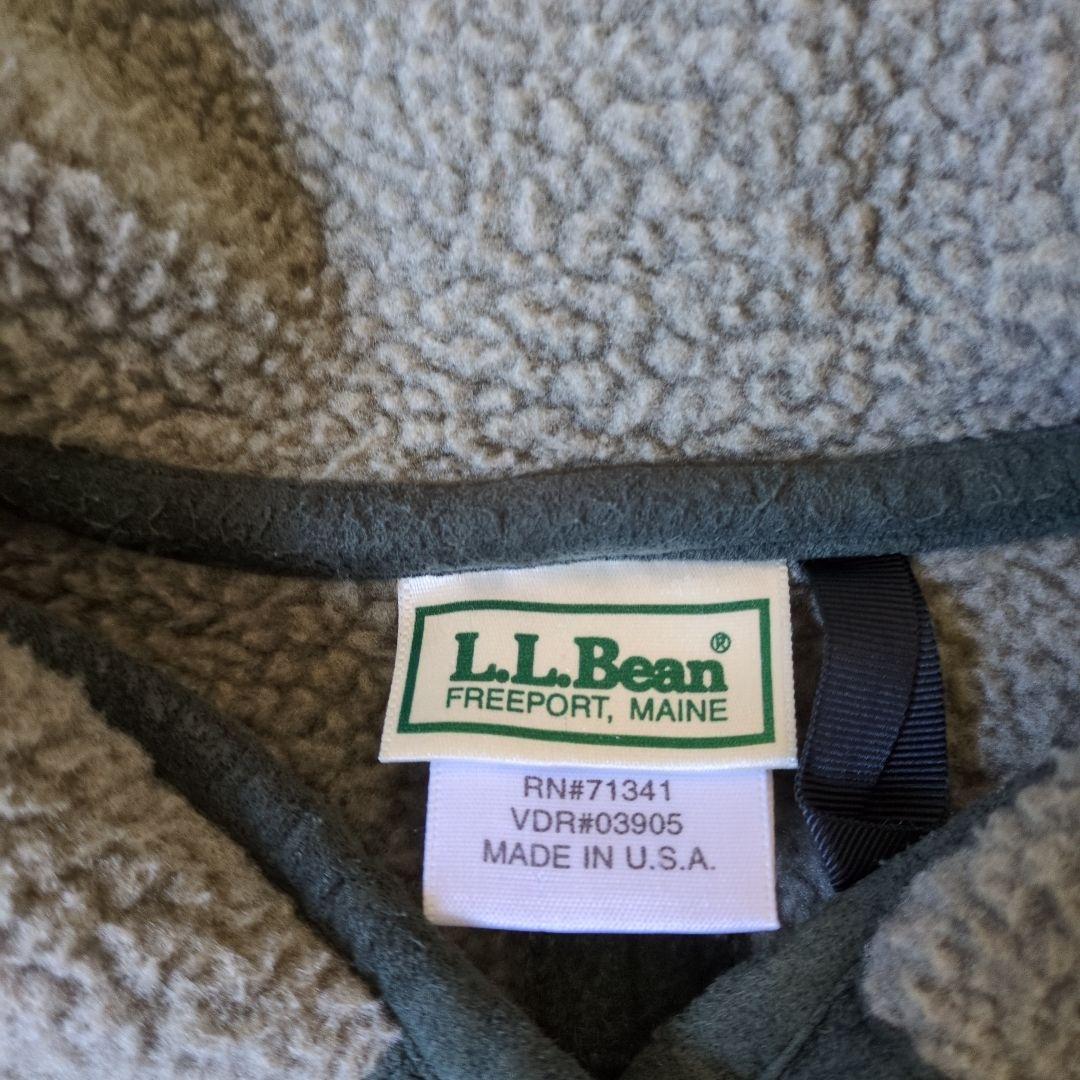 L.L.Bean®
FREEPORT, MAINE
RN#71341
VDR#03905
MADE IN U.S.A.